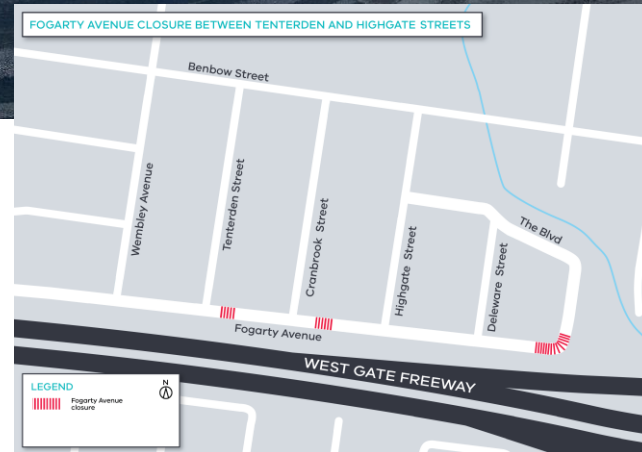 FOGARTY AVENUE CLOSURE BETWEEN TENTERDEN AND HIGHGATE STREETS
Benbow Street
Wembley Avenue
Tenterden Street
Cranbrook Street
Highgate Street
The Blvd
Deleware Street
Fogarty Avenue
WEST GATE FREEWAY
LEGEND
N
Fogarty Avenue
closure